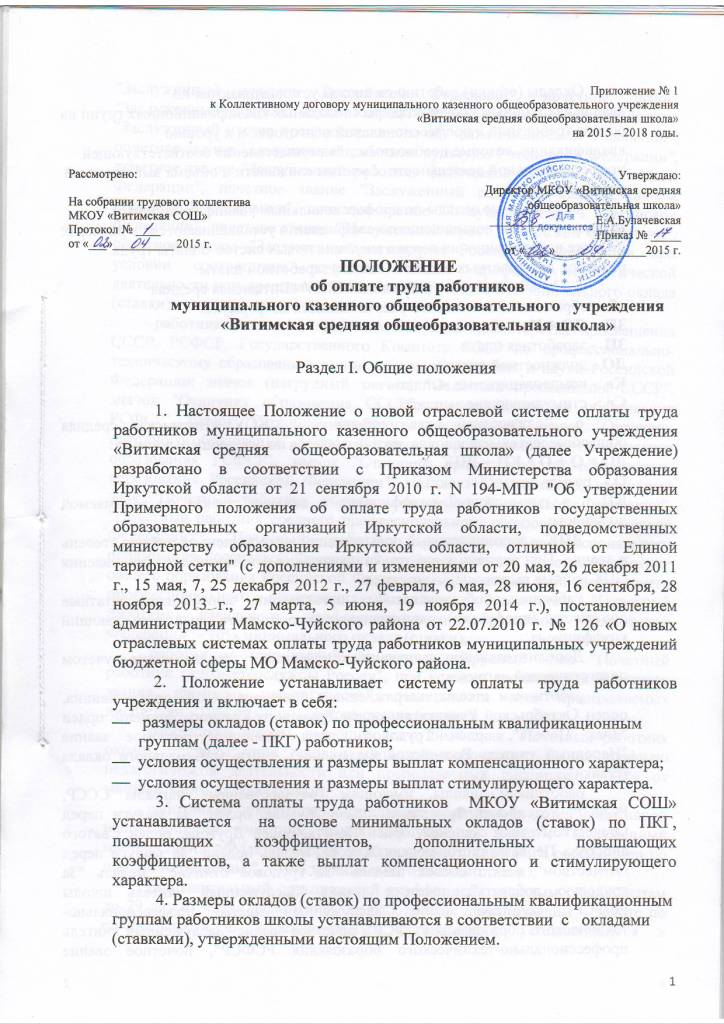 Приложение № 1
к Коллективному договору муниципального казенного общеобразовательного учреждения
«Витимская средняя общеобразовательная школа»
на 2015 – 2018 годы.
Рассмотрено:
На собрании трудового коллектива
МКОУ «Витимская СОШ»
Протокол № 1
от «02» 04 2015 г.
Утверждаю:
Директор МКОУ «Витимская средняя
общеобразовательная школа»
Е.А.Булачевская
Приказ № 17
от «02» 04 2015 г.
Для
документов
ПОЛОЖЕНИЕ
об оплате труда работников
муниципального казенного общеобразовательного учреждения
«Витимская средняя общеобразовательная школа»
Раздел I. Общие положения
1. Настоящее Положение о новой отраслевой системе оплаты труда
работников муниципального казенного общеобразовательного учреждения
«Витимская средняя общеобразовательная школа» (далее Учреждение)
разработано в соответствии с Приказом Министерства образования
Иркутской области от 21 сентября 2010 г. N 194-МПР "Об утверждении
Примерного положения об оплате труда работников государственных
образовательных организаций Иркутской области, подведомственных
министерству образования Иркутской области, отличной от Единой
тарифной сетки" (с дополнениями и изменениями от 20 мая, 26 декабря 2011
г., 15 мая, 7, 25 декабря 2012 г., 27 февраля, 6 мая, 28 июня, 16 сентября, 28
ноября 2013 г., 27 марта, 5 июня, 19 ноября 2014 г.), постановлением
администрации Мамско-Чуйского района от 22.07.2010 г. № 126 «О новых
отраслевых системах оплаты труда работников муниципальных учреждений
бюджетной сферы МО Мамско-Чуйского района.
2. Положение устанавливает систему оплаты труда работников
учреждения и включает в себя:
— размеры окладов (ставок) по профессиональным квалификационным
группам (далее - ПКГ) работников;
— условия осуществления и размеры выплат компенсационного характера;
— условия осуществления и размеры выплат стимулирующего характера.
3. Система оплаты труда работников МКОУ «Витимская СОШ»
устанавливается на основе минимальных окладов (ставок) по ПКГ,
повышающих коэффициентов, дополнительных повышающих
коэффициентов, а также выплат компенсационного и стимулирующего
характера.
4. Размеры окладов (ставок) по профессиональным квалификационным
группам работников школы устанавливаются в соответствии с окладами
(ставками), утвержденными настоящим Положением.
1